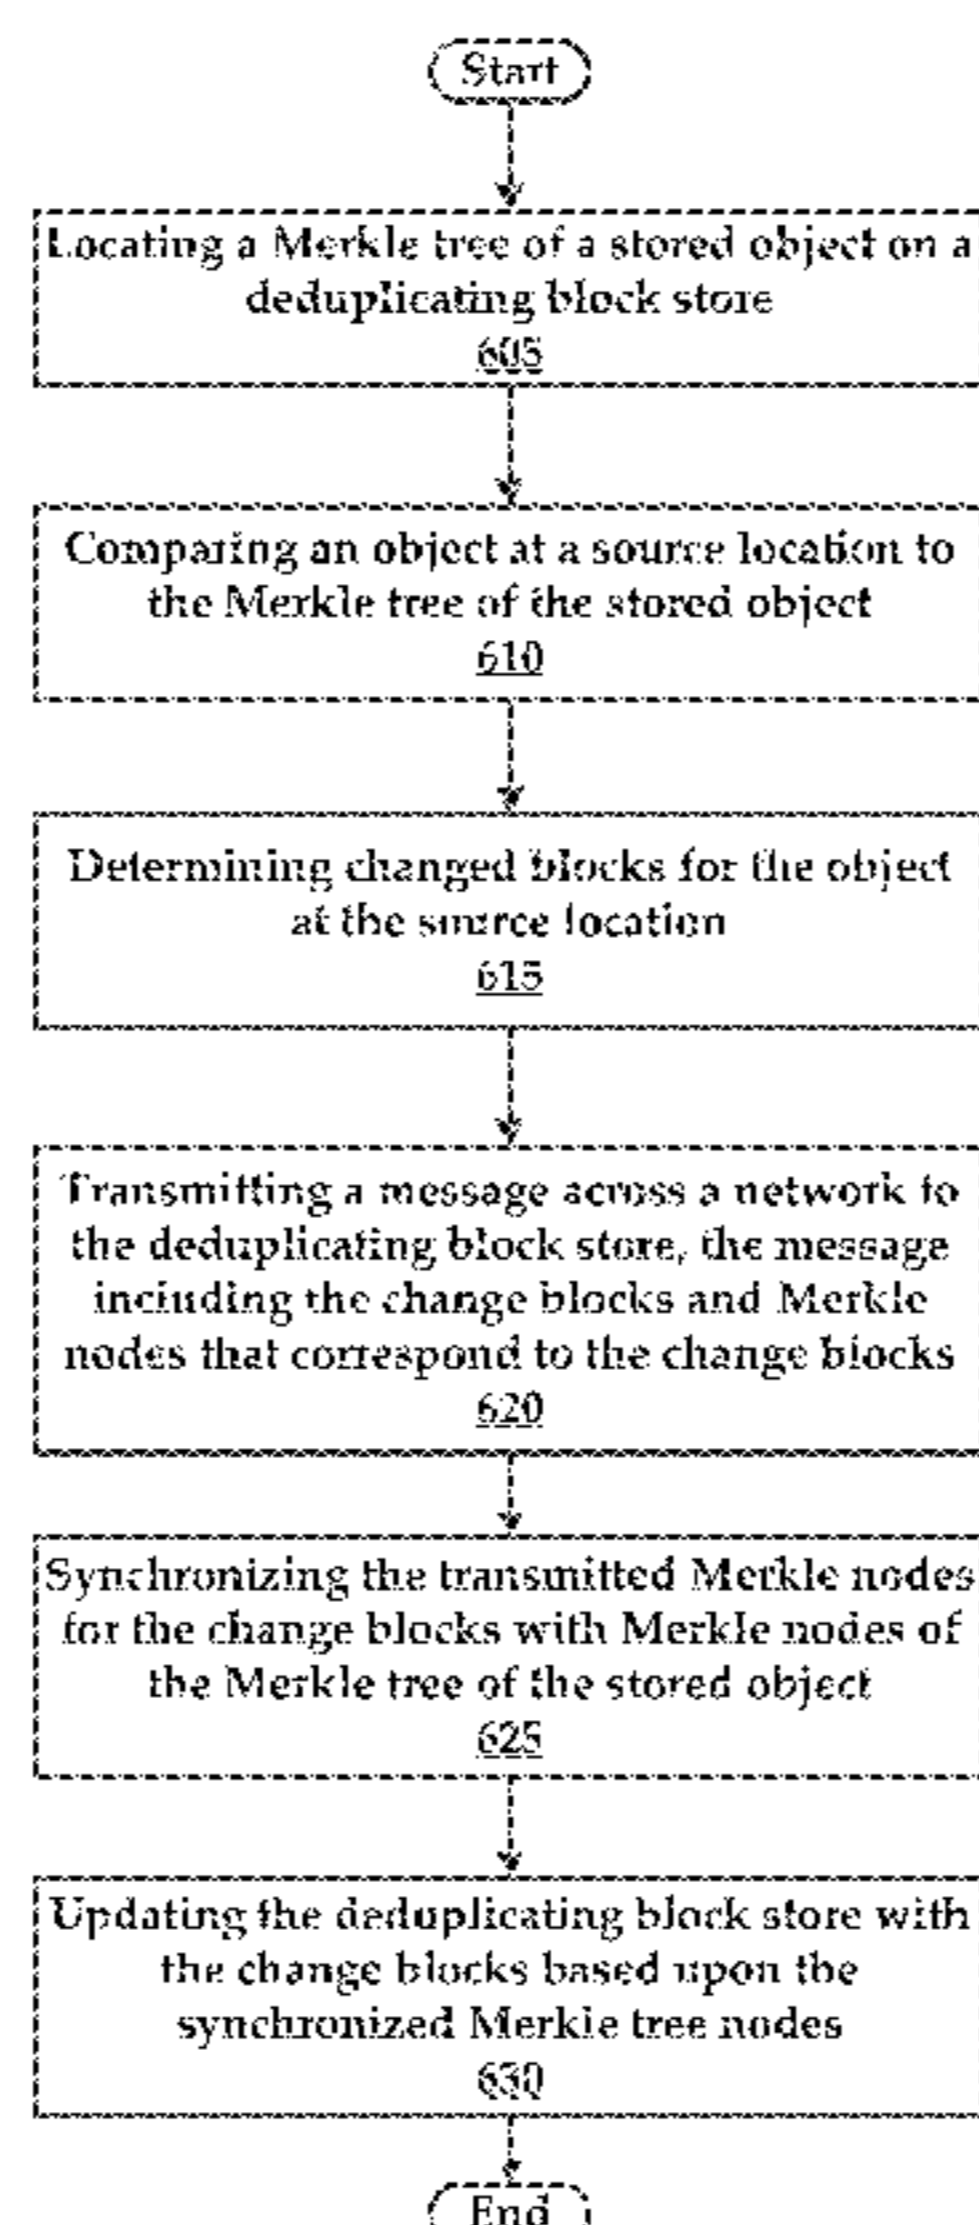 Start
Locating a Merkle tree of a stored object on a
deduplicating block store
605
Comparing an object at a source location to
the Merkle tree of the stored object
610
Determining changed blocks for the object
at the source location
615
Transmitting a message across a network to
the deduplicating block store, the message
including the change blocks and Merkle
nodes that correspond to the change blocks
620
Synchronizing the transmitted Merkle nodes
for the change blocks with Merkle nodes of
the Merkle tree of the stored object
625
Updating the deduplicating block store with
the change blocks based upon the
synchronized Merkle tree nodes
630
End